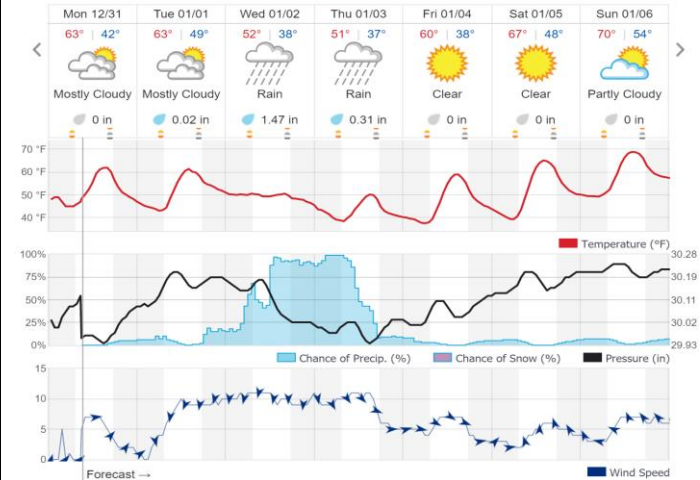 Mon 12/31 Tue 01/01 Wed 01/02 Thu 01/03 Fri 01/04 Sat 01/05 Sun 01/06
63° | 42° 63° | 49° 52° | 38° 51° | 37° 60° | 38° 67° | 48° 70° | 54°
Mostly Cloudy Mostly Cloudy Rain Rain Clear Clear Partly Cloudy
0 in 0.02 in 1.47 in 0.31 in 0 in 0 in 0 in
70 °F
60 °F
50 °F
40 °F
Temperature (°F)
100% 30.28
75% 30.19
50% 30.11
25% 30.02
0% 29.93
Chance of Precip. (%) Chance of Snow (%) Pressure (in)
15
10
5
0
Forecast →
Wind Speed